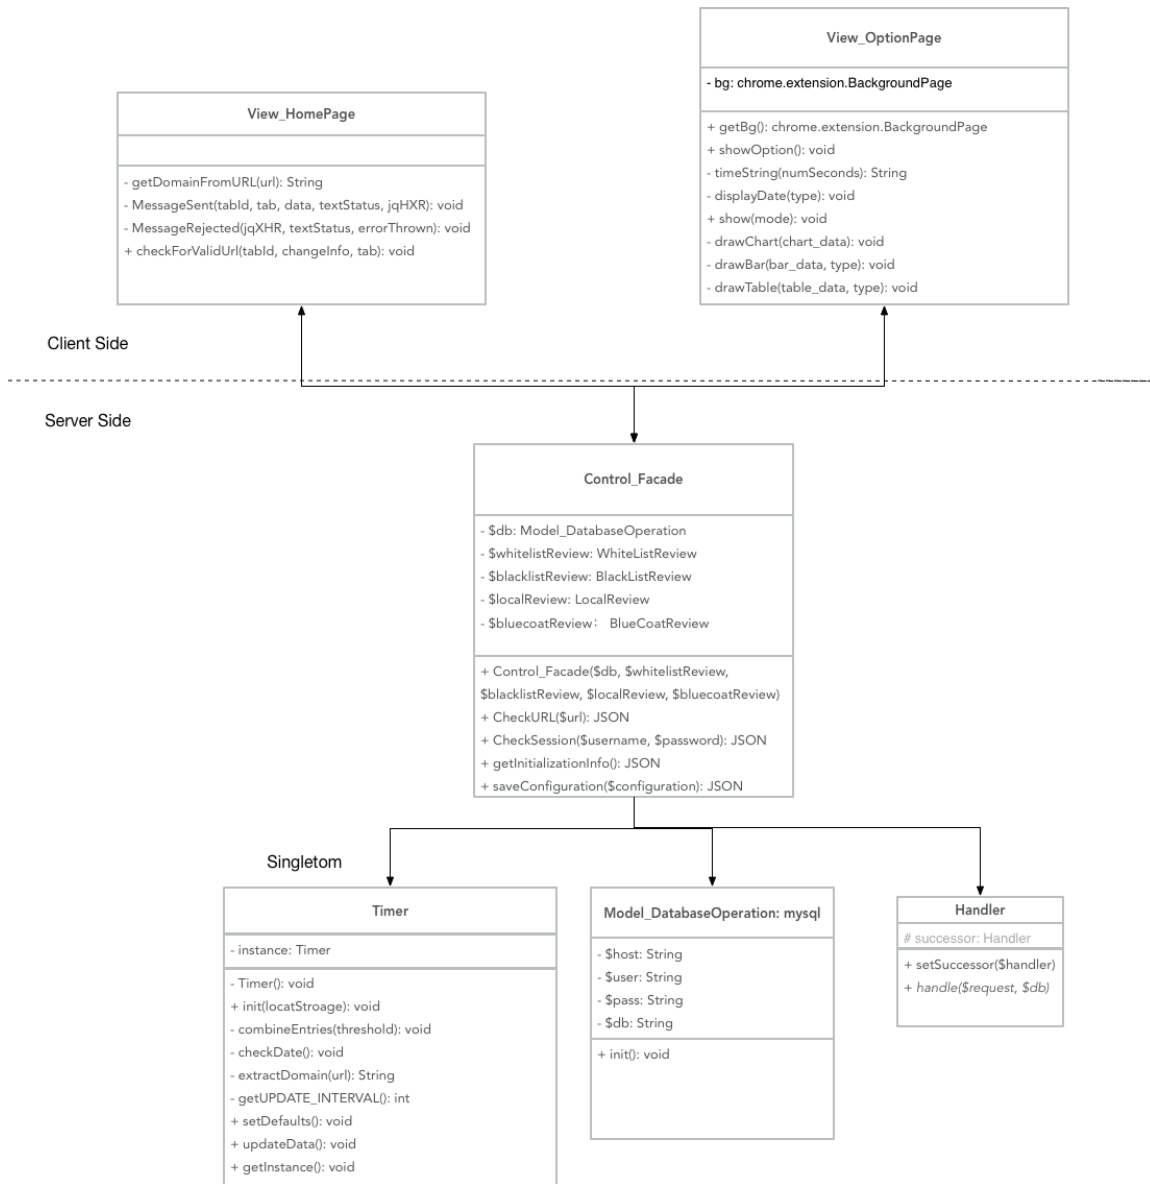 View_OptionPage
- bg: chrome.extension.BackgroundPage
+ getBg(): chrome.extension.BackgroundPage
+ showOption(): void
- timeString(numSeconds): String
- displayDate(type): void
+ show(mode): void
- drawChart(chart_data): void
- drawBar(bar_data, type): void
- drawTable(table_data, type): void
View_HomePage
- getDomainFromURL(url): String
- MessageSent(tabId, tab, data, textStatus, jqHXR): void
- MessageRejected(jqXHR, textStatus, errorThrown): void
+ checkForValidUrl(tabId, changeInfo, tab): void
Client Side
Server Side
Control_Facade
- $db: Model_DatabaseOperation
- $whitelistReview: WhiteListReview
- $blacklistReview: BlackListReview
- $localReview: LocalReview
- $bluecoatReview： BlueCoatReview
+ Control_Facade($db, $whitelistReview,
$blacklistReview, $localReview, $bluecoatReview)
+ CheckURL($url): JSON
+ CheckSession($username, $password): JSON
+ getInitializationInfo(): JSON
+ saveConfiguration($configuration): JSON
Singletom
Timer
- instance: Timer
- Timer(): void
+ init(locatStroage): void
- combineEntries(threshold): void
- checkDate(): void
- extractDomain(url): String
- getUPDATE_INTERVAL(): int
+ setDefaults(): void
+ updateData(): void
+ getInstance(): void
Model_DatabaseOperation: mysql
- $host: String
- $user: String
- $pass: String
- $db: String
+ init(): void
Handler
# successor: Handler
+ setSuccessor($handler)
+ handle($request, $db)